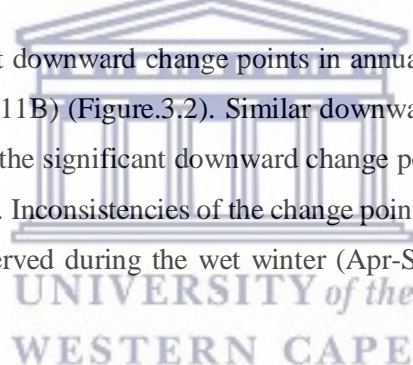 t downward change points in annua
11B) (Figure.3.2). Similar downwa
the significant downward change p
. Inconsistencies of the change poin
erved during the wet winter (Apr-S
UNIVERSITY of the
WESTERN CAPE